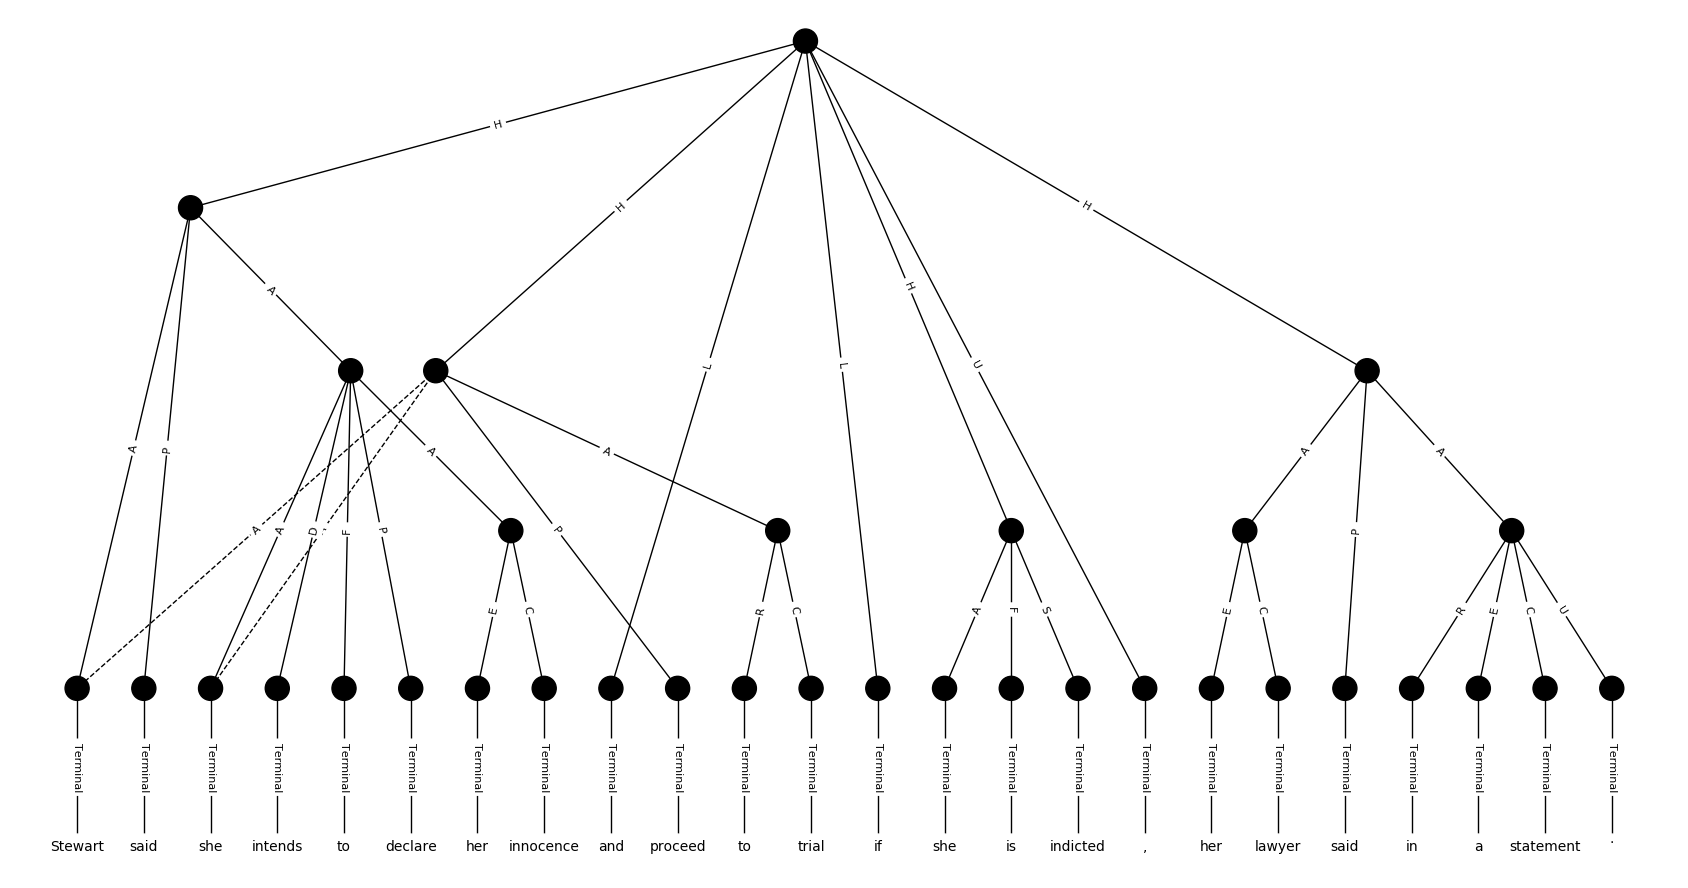 H
H
H
A
H
L
L
U
A
P
A
A
A
A
A
A
D
F
P
P
P
E
C
R
C
A
F
S
E
C
R
E
C
U
Terminal Terminal Terminal Terminal Terminal Terminal Terminal Terminal Terminal Terminal Terminal Terminal Terminal Terminal Terminal Terminal Terminal Terminal Terminal Terminal Terminal Terminal Terminal Terminal
Stewart said she intends to declare her innocence and proceed to trial if she is indicted , her lawyer said in a statement .